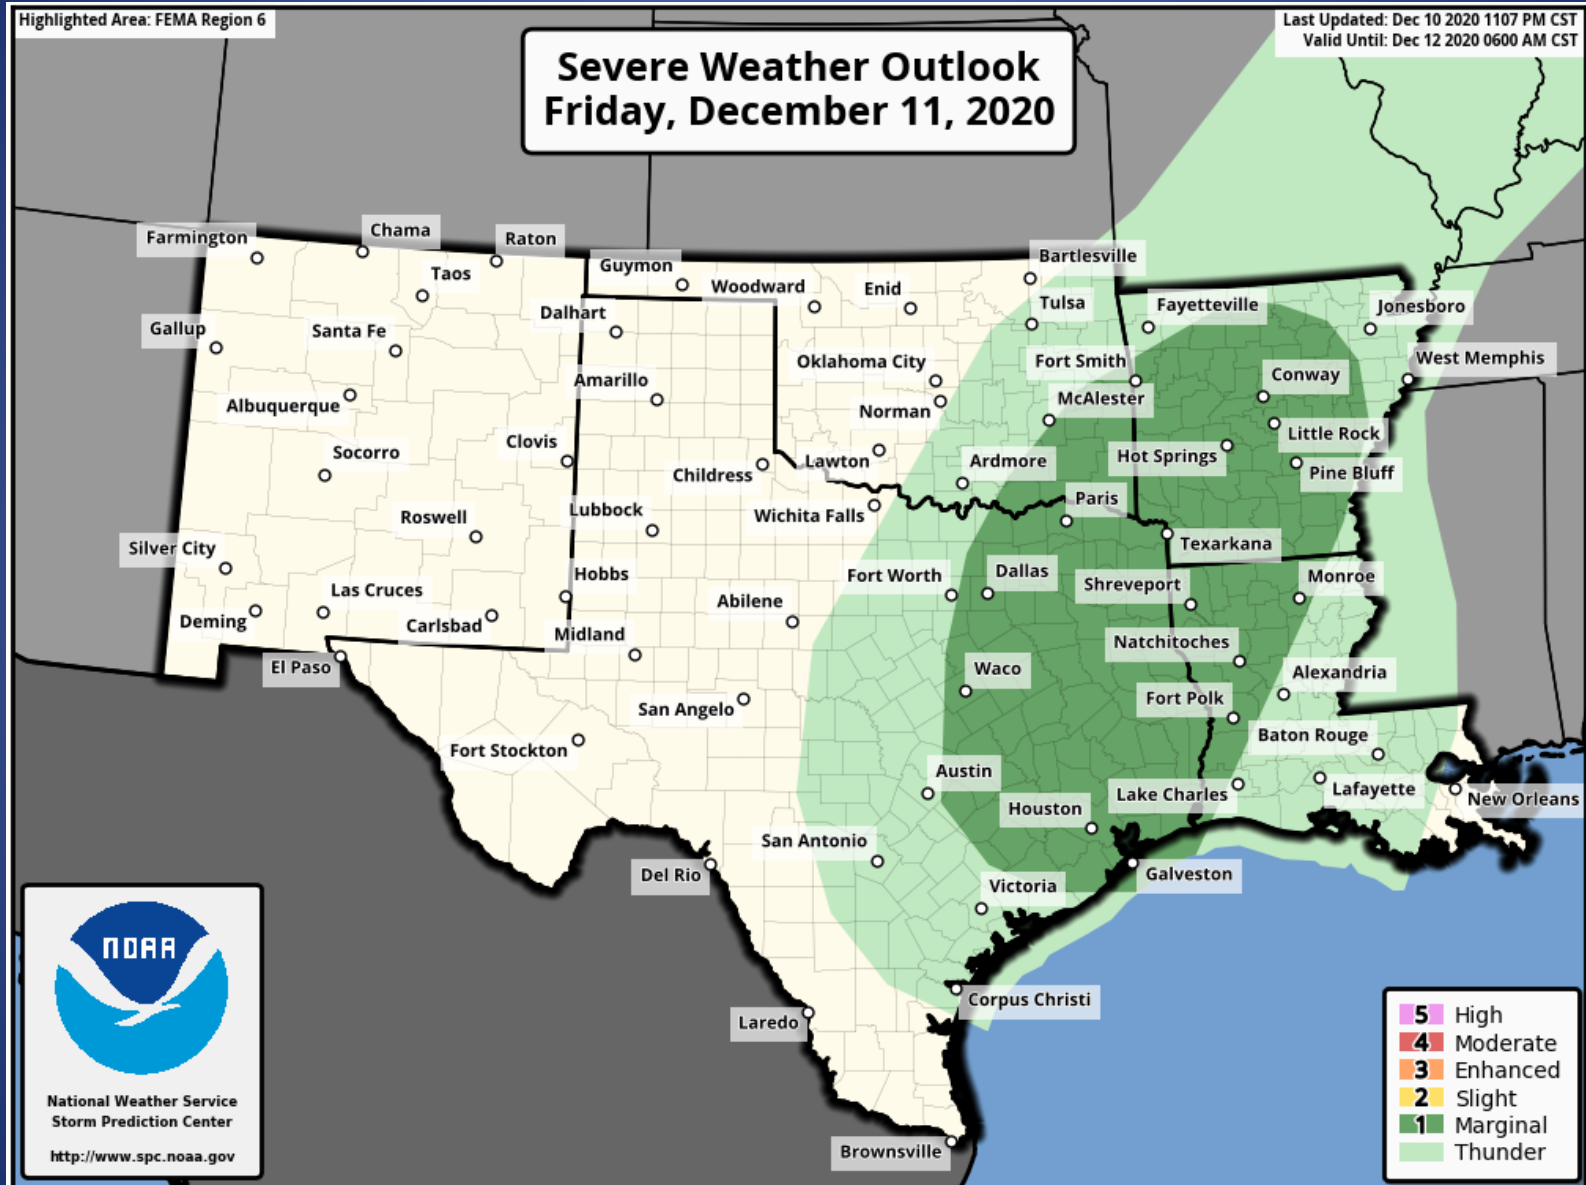 Highlighted Area: FEMA Region 6
Last Updated: Dec 10 2020 1107 PM CST
Valid Until: Dec 12 2020 0600 AM CST
Severe Weather Outlook
Friday, December 11, 2020
Farmington
Chama
Raton
Taos
Guymon
Woodward
Enid
Bartlesville
Tulsa
Fayetteville
Jonesboro
Gallup
Santa Fe
Dalhart
Oklahoma City
Fort Smith
West Memphis
Albuquerque
Amarillo
Norman
McAlester
Conway
Little Rock
Socorro
Clovis
Childress
Lawton
Ardmore
Hot Springs
Pine Bluff
Roswell
Lubbock
Wichita Falls
Paris
Texarkana
Silver City
Las Cruces
Hobbs
Fort Worth
Dallas
Shreveport
Monroe
Deming
Carlsbad
Midland
Abilene
Natchitoches
El Paso
San Angelo
Waco
Fort Polk
Alexandria
Fort Stockton
Baton Rouge
Austin
Houston
Lake Charles
Lafayette
New Orleans
Del Rio
San Antonio
Victoria
Galveston
Laredo
Corpus Christi
Brownsville
NOAA
National Weather Service
Storm Prediction Center
http://www.spc.noaa.gov
5 High
4 Moderate
3 Enhanced
2 Slight
1 Marginal
Thunder